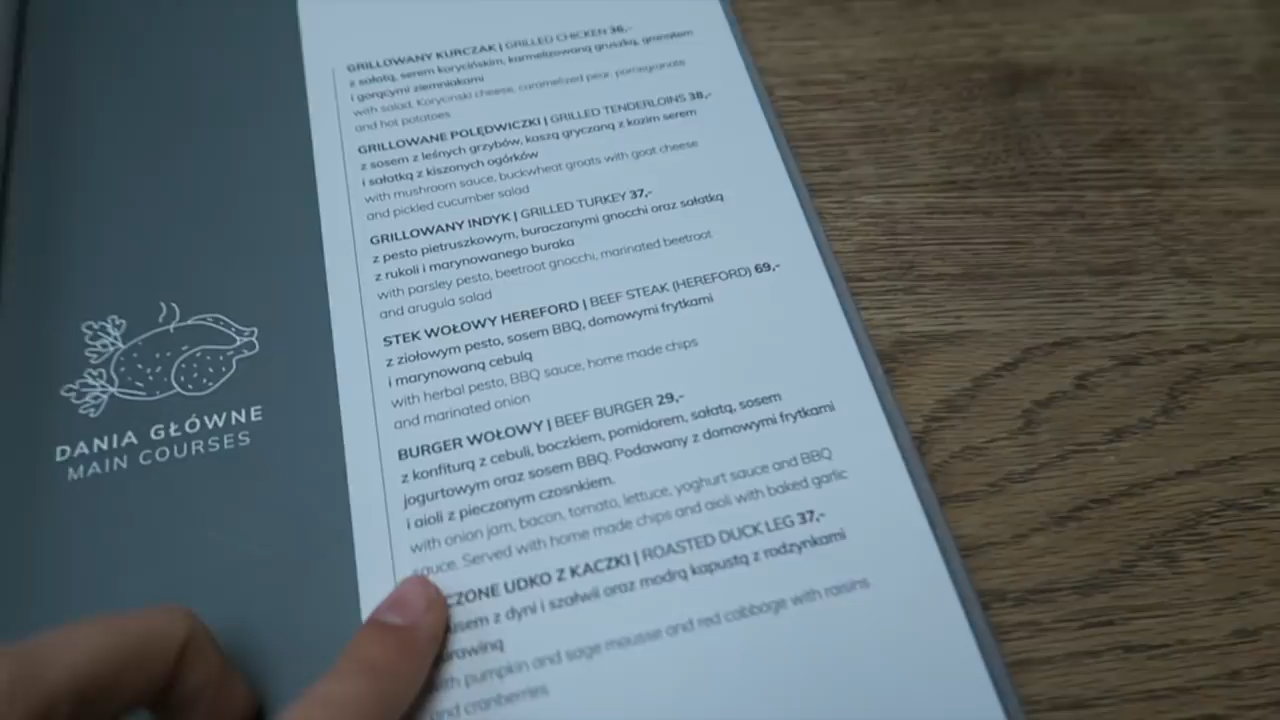 DANIA GŁÓWNE
MAIN COURSES
GRILLOWANY KURCZAK | GRILLED CHICKEN 36,-
z sałatą, serem korycińskim, karmelizowaną gruszką, granatem
i gorącymi ziemniakami
with salad, Koryciński cheese, caramelized pear, pomegranate
and hot potatoes
GRILLOWANE POLĘDWICZKI | GRILLED TENDERLOINS 38,-
z sosem z leśnych grzybów, kaszą gryczaną z kozim serem
i sałatką z kiszonych ogórków
with mushroom sauce, buckwheat groats with goat cheese
and pickled cucumber salad
GRILLOWANY INDYK | GRILLED TURKEY 37,-
z pesto pietruszkowym, buraczanymi gnocchi oraz sałatką
z rukoli i marynowanego buraka
with parsley pesto, beetroot gnocchi, marinated beetroot
and arugula salad
STEK WOŁOWY HEREFORD | BEEF STEAK (HEREFORD) 69,-
z ziołowym pesto, sosem BBQ, domowymi frytkami
i marynowaną cebulą
with herbal pesto, BBQ sauce, home made chips
and marinated onion
BURGER WOŁOWY | BEEF BURGER 29,-
z konfiturą z cebuli, boczkiem, pomidorem, sałatą, sosem
jogurtowym oraz sosem BBQ. Podawany z domowymi frytkami
i aioli z pieczonym czosnkiem.
with onion jam, bacon, tomato, lettuce, yoghurt sauce and BBQ
sauce. Served with home made chips and aioli with baked garlic
CZONE UDKO Z KACZKI | ROASTED DUCK LEG 37,-
usem z dyni i szałwii oraz modrą kapustą z rodzynkami
urawiną
with pumpkin and sage mousse and red cabbage with raisins
and cranberries